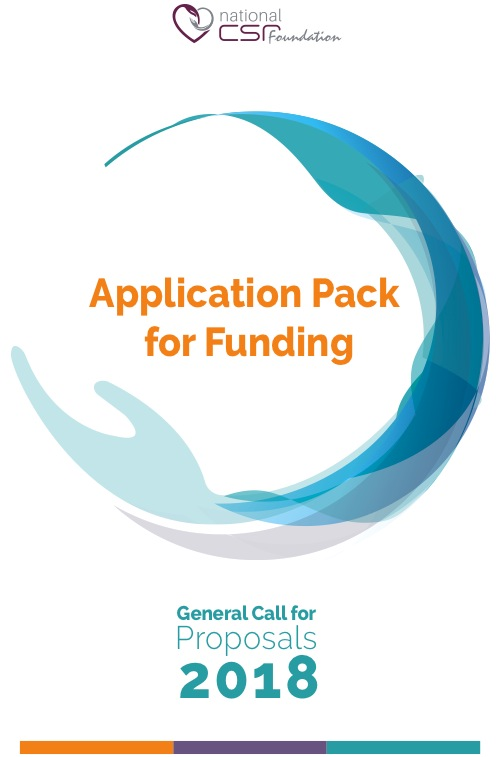 national
CSR Foundation
Application Pack
for Funding
General Call for
Proposals
2018